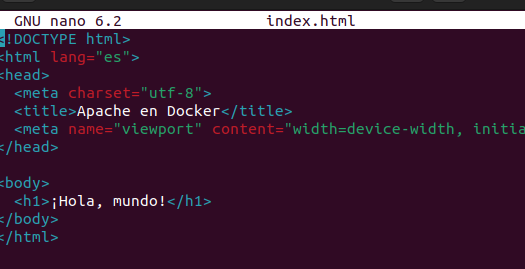 GNU nano 6.2 index.html
<!DOCTYPE html>
<html lang="es">
<head>
<meta charset="utf-8">
<title>Apache en Docker</title>
<meta name="viewport" content="width=device-width, initia
</head>
<body>
<h1>¡Hola, mundo!</h1>
</body>
</html>